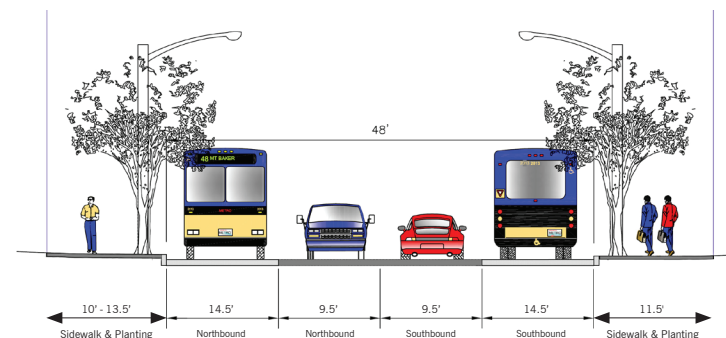 48'
48 MT BAKER
10' - 13.5'
14.5'
9.5'
9.5'
14.5'
11.5'
Sidewalk & Planting
Northbound
Northbound
Southbound
Southbound
Sidewalk & Planting